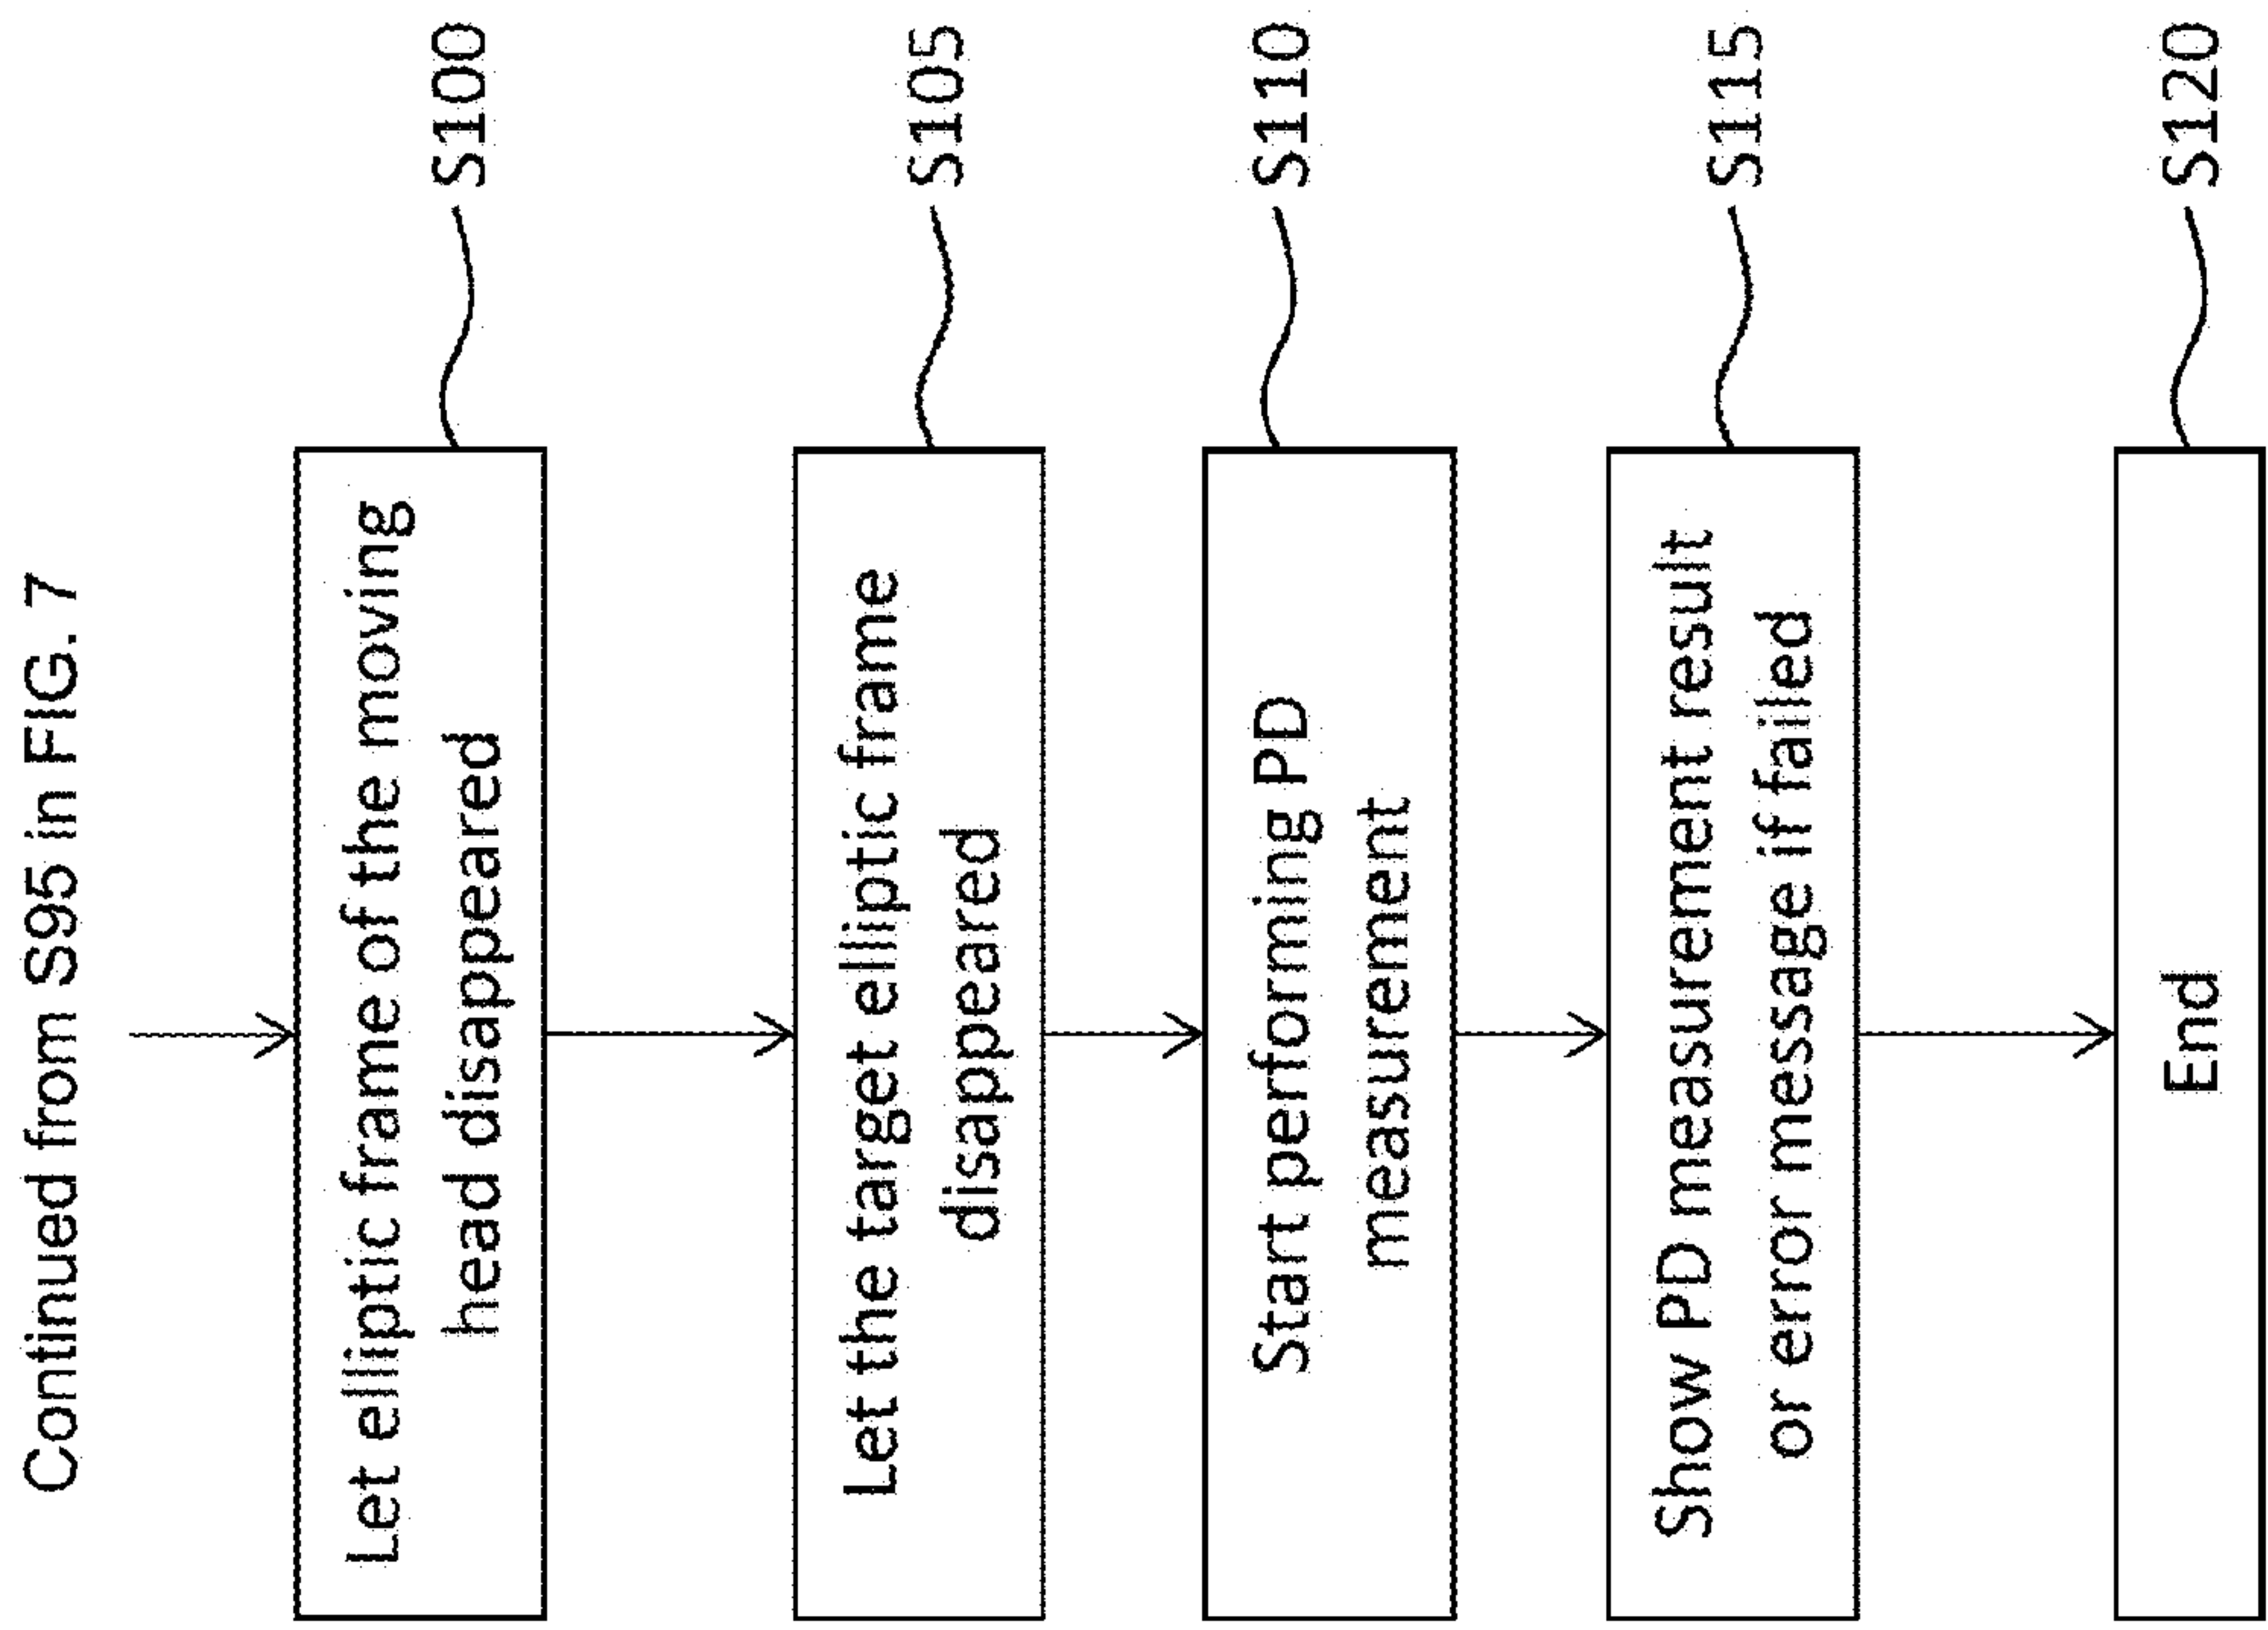 Continued from S95 in FIG. 7
Let elliptic frame of the moving
head disappeared
S100
Let the target elliptic frame
disappeared
S105
Start performing PD
measurement
S110
Show PD measurement result
or error message if failed
S115
End
S120